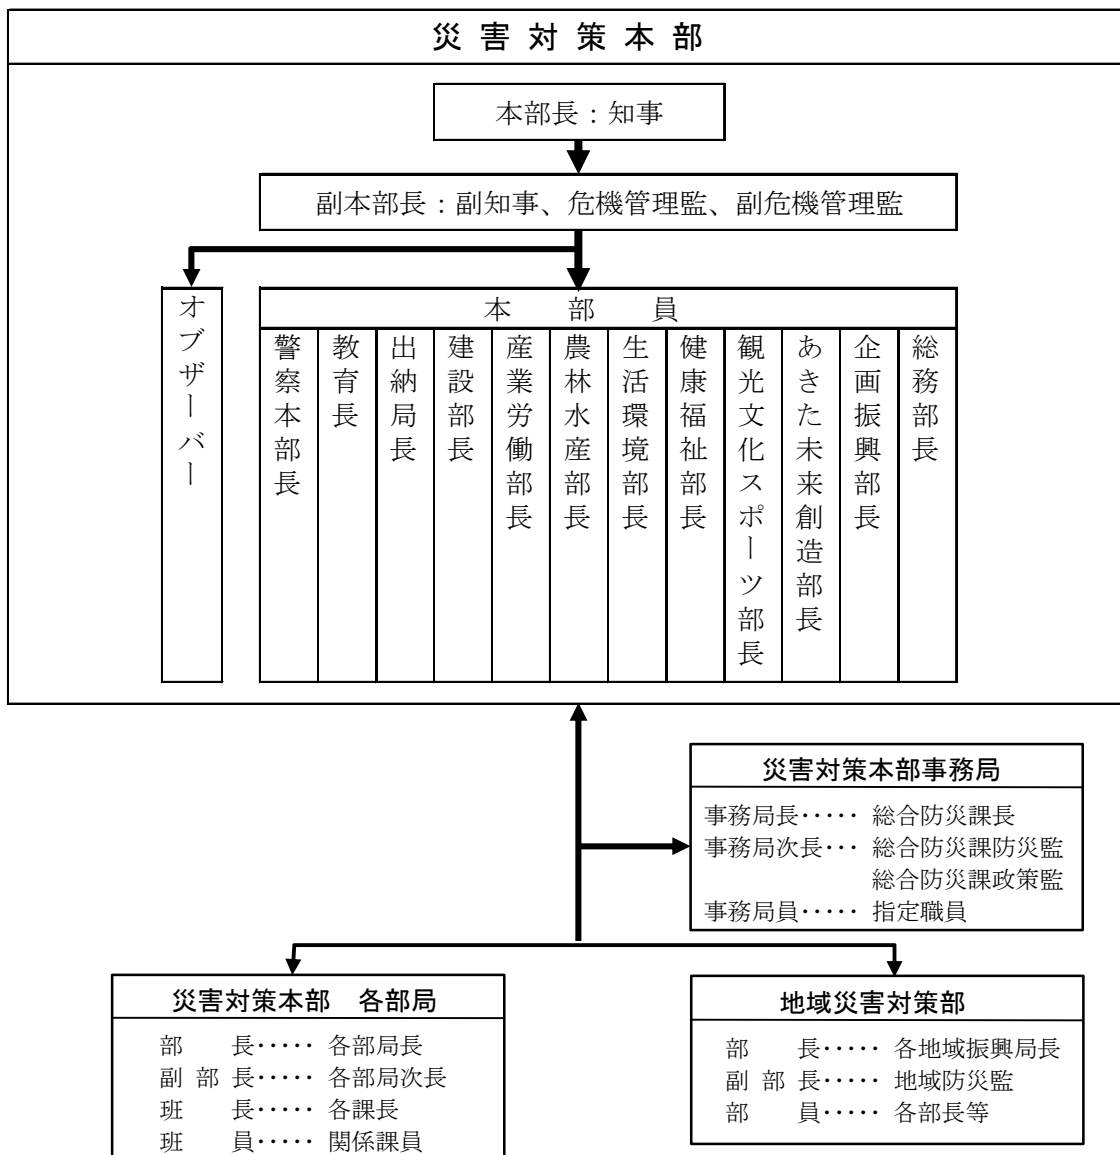 災害対策本部
本部長：知事
副本部長：副知事、危機管理監、副危機管理監
オブザーバー
本部員
総務部長
企画振興部長
あきた未来創造部長
観光文化スポーツ部長
健康福祉部長
生活環境部長
農林水産部長
産業労働部長
建設部長
出納局長
教育長
警察本部長
災害対策本部事務局
事務局長‥‥‥ 総合防災課長
事務局次長‥‥ 総合防災課防災監
総合防災課政策監
事務局員‥‥‥ 指定職員
災害対策本部　各部局
部　　長‥‥‥ 各部局長
副 部 長‥‥‥ 各部局次長
班　　長‥‥‥ 各課長
班　　員‥‥‥ 関係課員
地域災害対策部
部　　長‥‥‥ 各地域振興局長
副 部 長‥‥‥ 地域防災監
部　　員‥‥‥ 各部長等